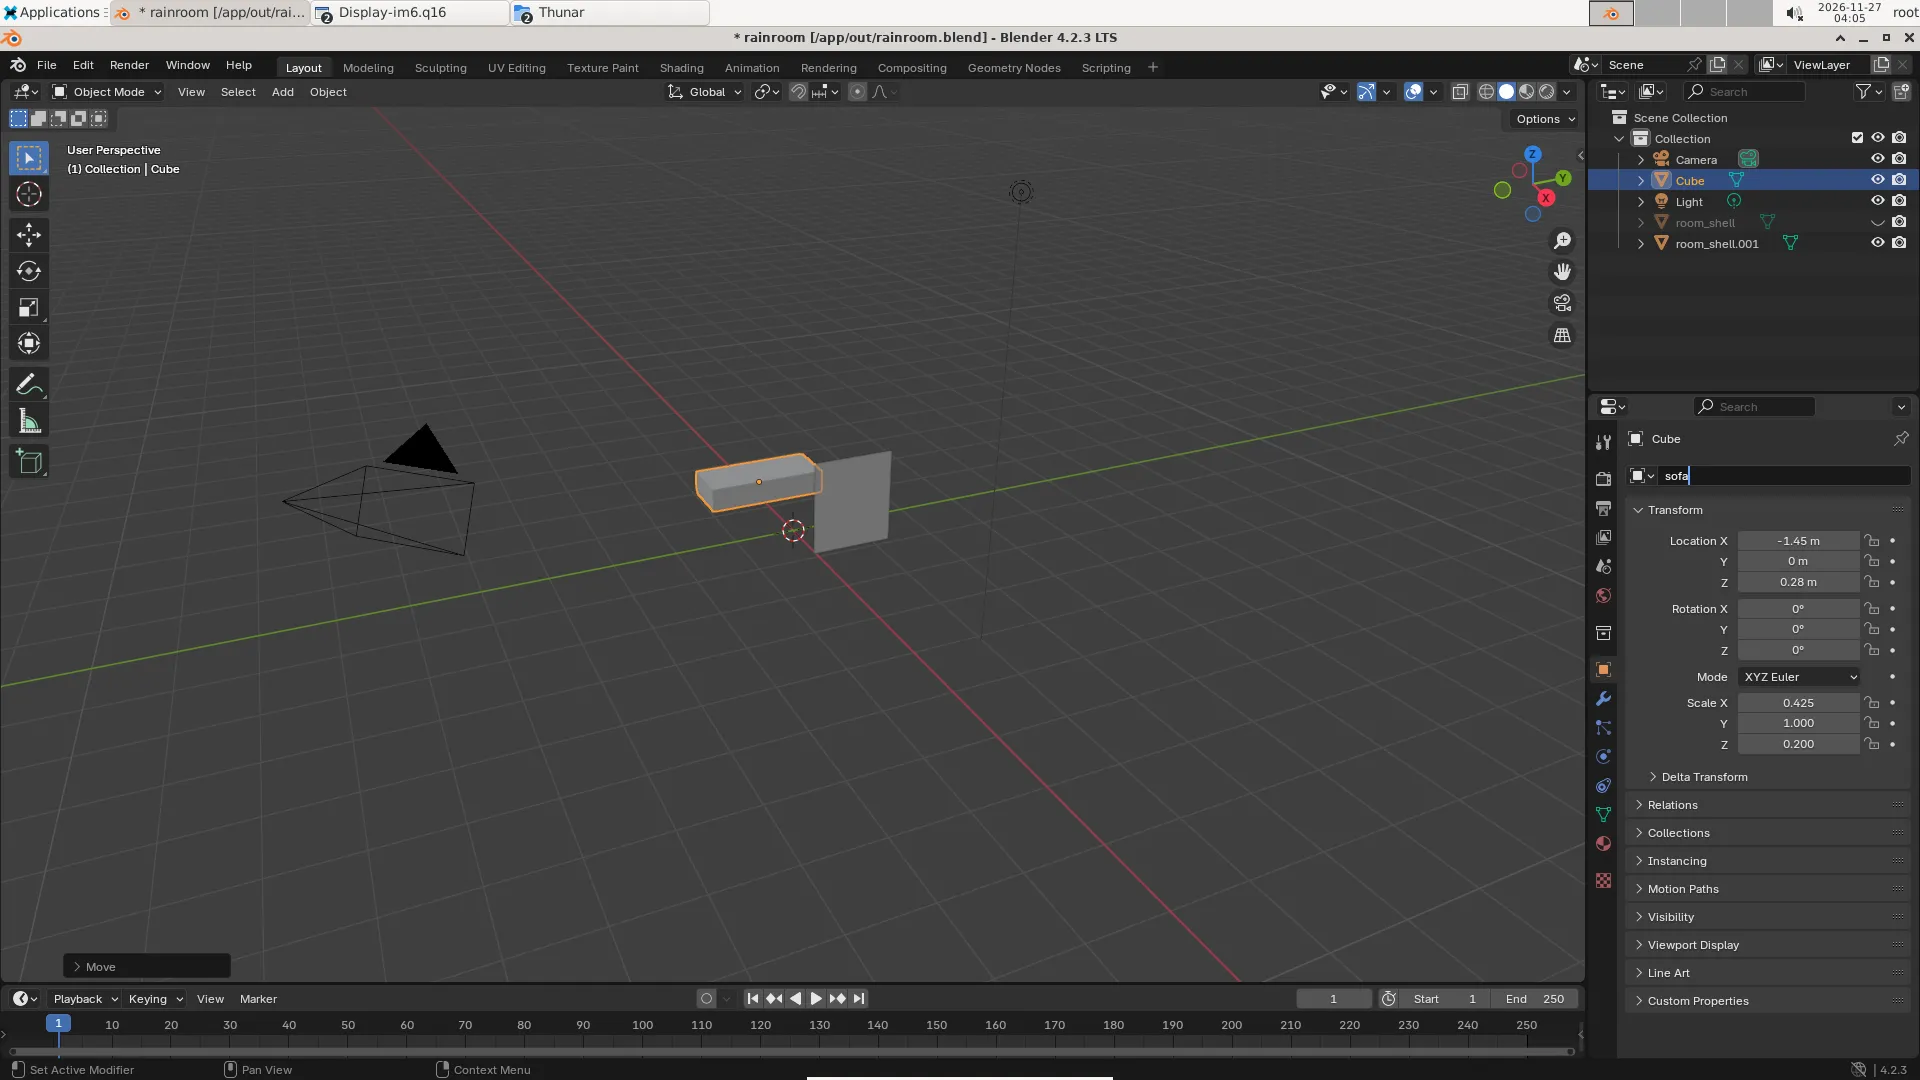 Applications
* rainroom [/app/out/rai...
Display-im6.q16
Thunar
2026-11-27
04:05
root
* rainroom [/app/out/rainroom.blend] - Blender 4.2.3 LTS
File Edit Render Window Help
Layout Modeling Sculpting UV Editing Texture Paint Shading Animation Rendering Compositing Geometry Nodes Scripting
Scene
ViewLayer
Object Mode View Select Add Object
Global
Search
Options
User Perspective
(1) Collection | Cube
Z
Y
X
Scene Collection
Collection
Camera
Cube
Light
room_shell
room_shell.001
Search
Cube
sofa
Transform
Location X -1.45 m
Y 0 m
Z 0.28 m
Rotation X 0°
Y 0°
Z 0°
Mode XYZ Euler
Scale X 0.425
Y 1.000
Z 0.200
Delta Transform
Relations
Collections
Instancing
Motion Paths
Visibility
Viewport Display
Line Art
Custom Properties
Move
Playback Keying View Marker
1
Start 1 End 250
1 10 20 30 40 50 60 70 80 90 100 110 120 130 140 150 160 170 180 190 200 210 220 230 240 250
Set Active Modifier
Pan View
Context Menu
4.2.3